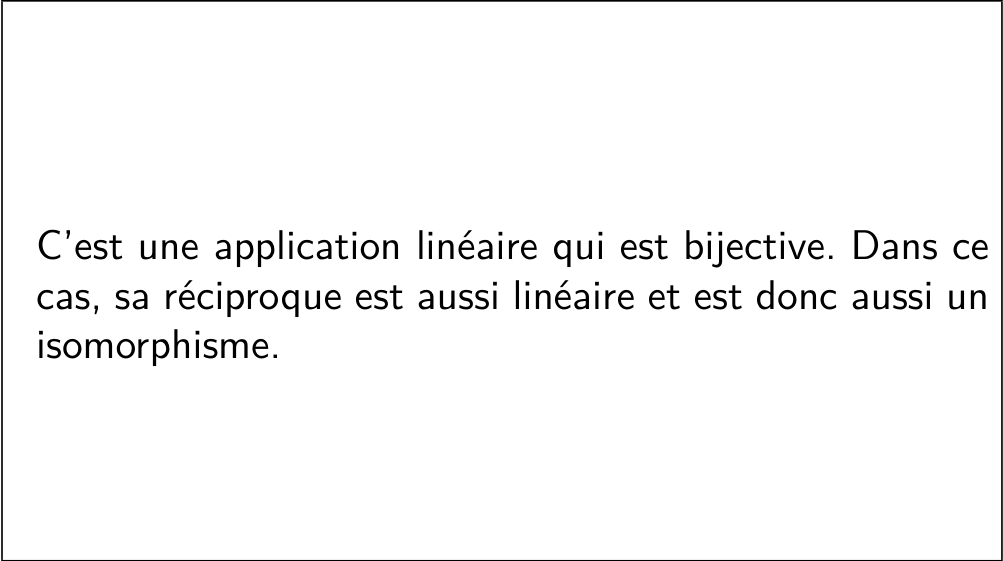 C'est une application linéaire qui est bijective. Dans ce
cas, sa réciproque est aussi linéaire et est donc aussi un
isomorphisme.